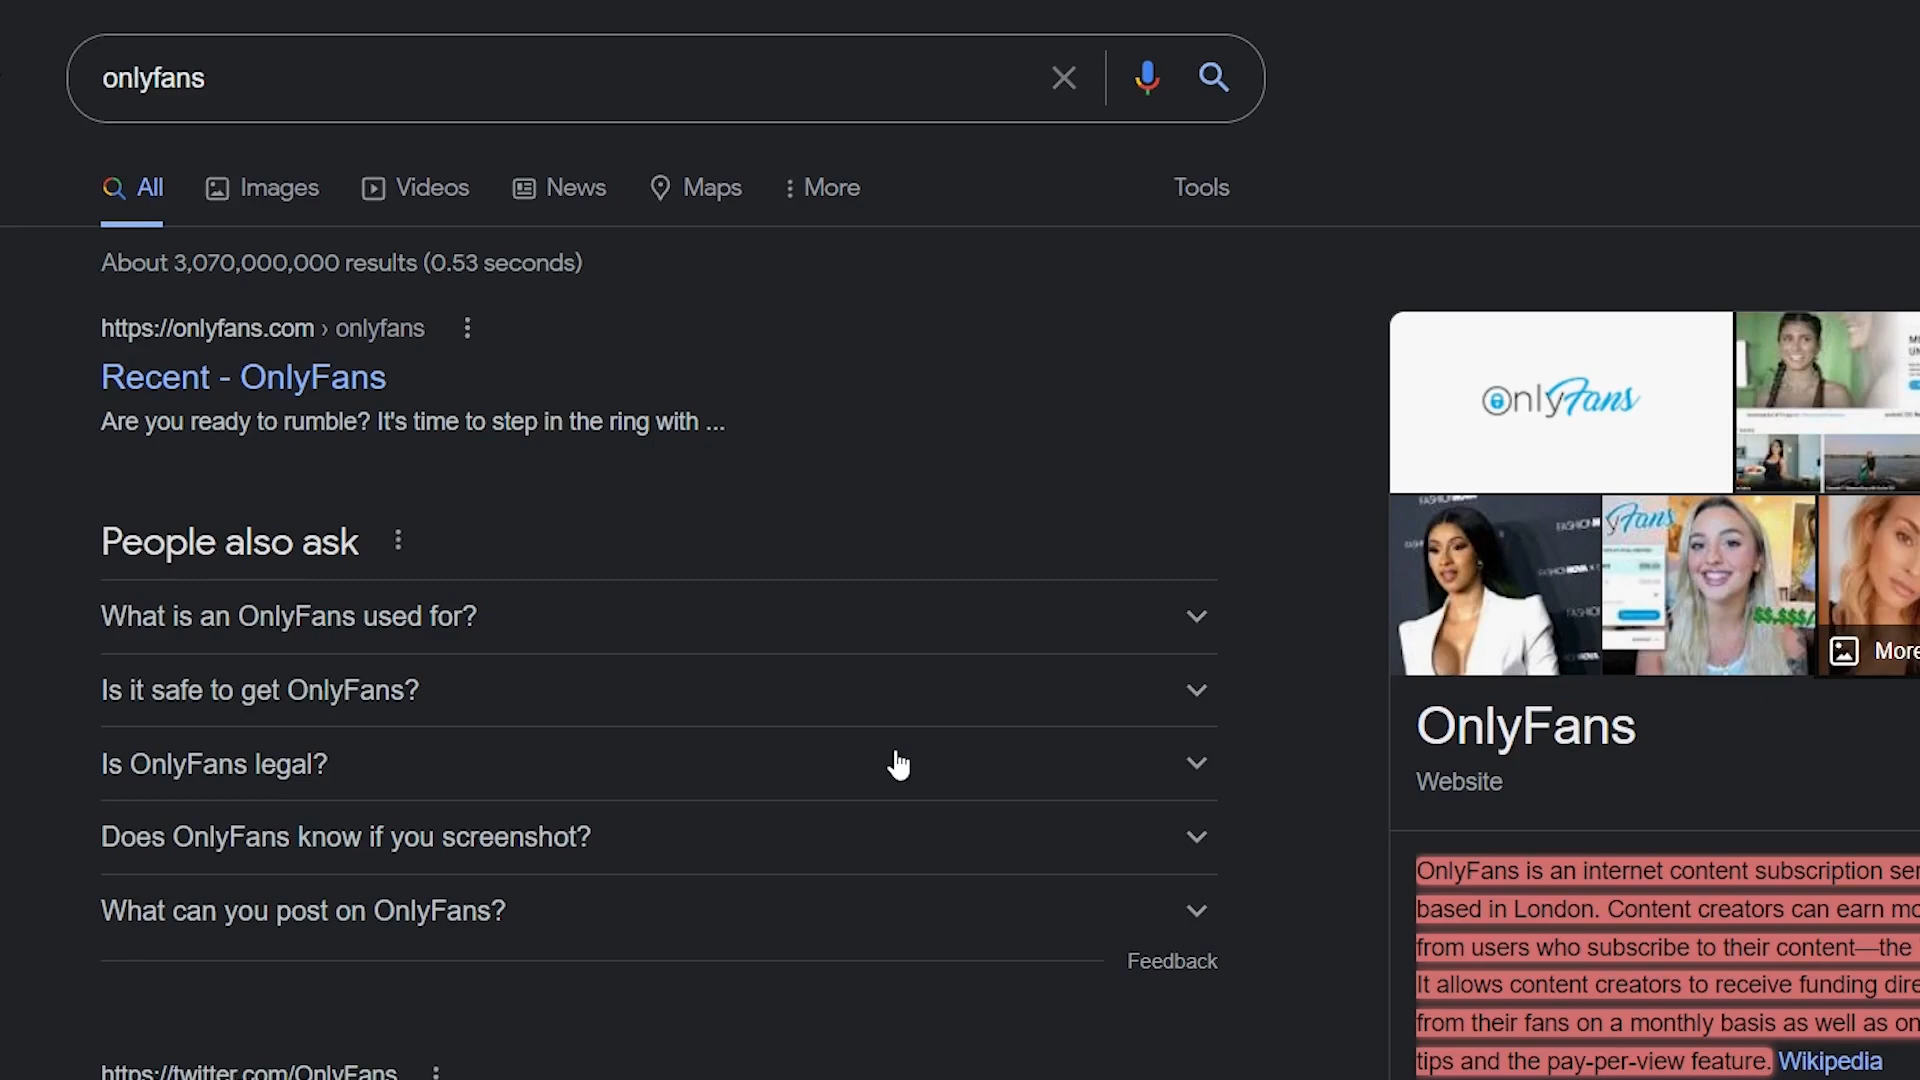 onlyfans
All
Images
Videos
News
Maps
More
Tools
About 3,070,000,000 results (0.53 seconds)
https://onlyfans.com › onlyfans
Recent - OnlyFans
Are you ready to rumble? It's time to step in the ring with ...
People also ask
What is an OnlyFans used for?
Is it safe to get OnlyFans?
Is OnlyFans legal?
Does OnlyFans know if you screenshot?
What can you post on OnlyFans?
Feedback
https://twitter.com/OnlyFans
OnlyFans
FASHION
Fans
$$,$$$/
More
OnlyFans
Website
OnlyFans is an internet content subscription
based in London. Content creators can earn
from users who subscribe to their content—the
It allows content creators to receive funding
from their fans on a monthly basis as well as
tips and the pay-per-view feature. Wikipedia